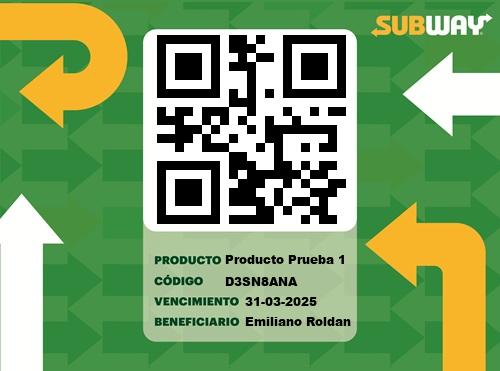 SUBWAY
PRODUCTO Producto Prueba 1
CÓDIGO D3SN8ANA
VENCIMIENTO 31-03-2025
BENEFICIARIO Emiliano Roldan